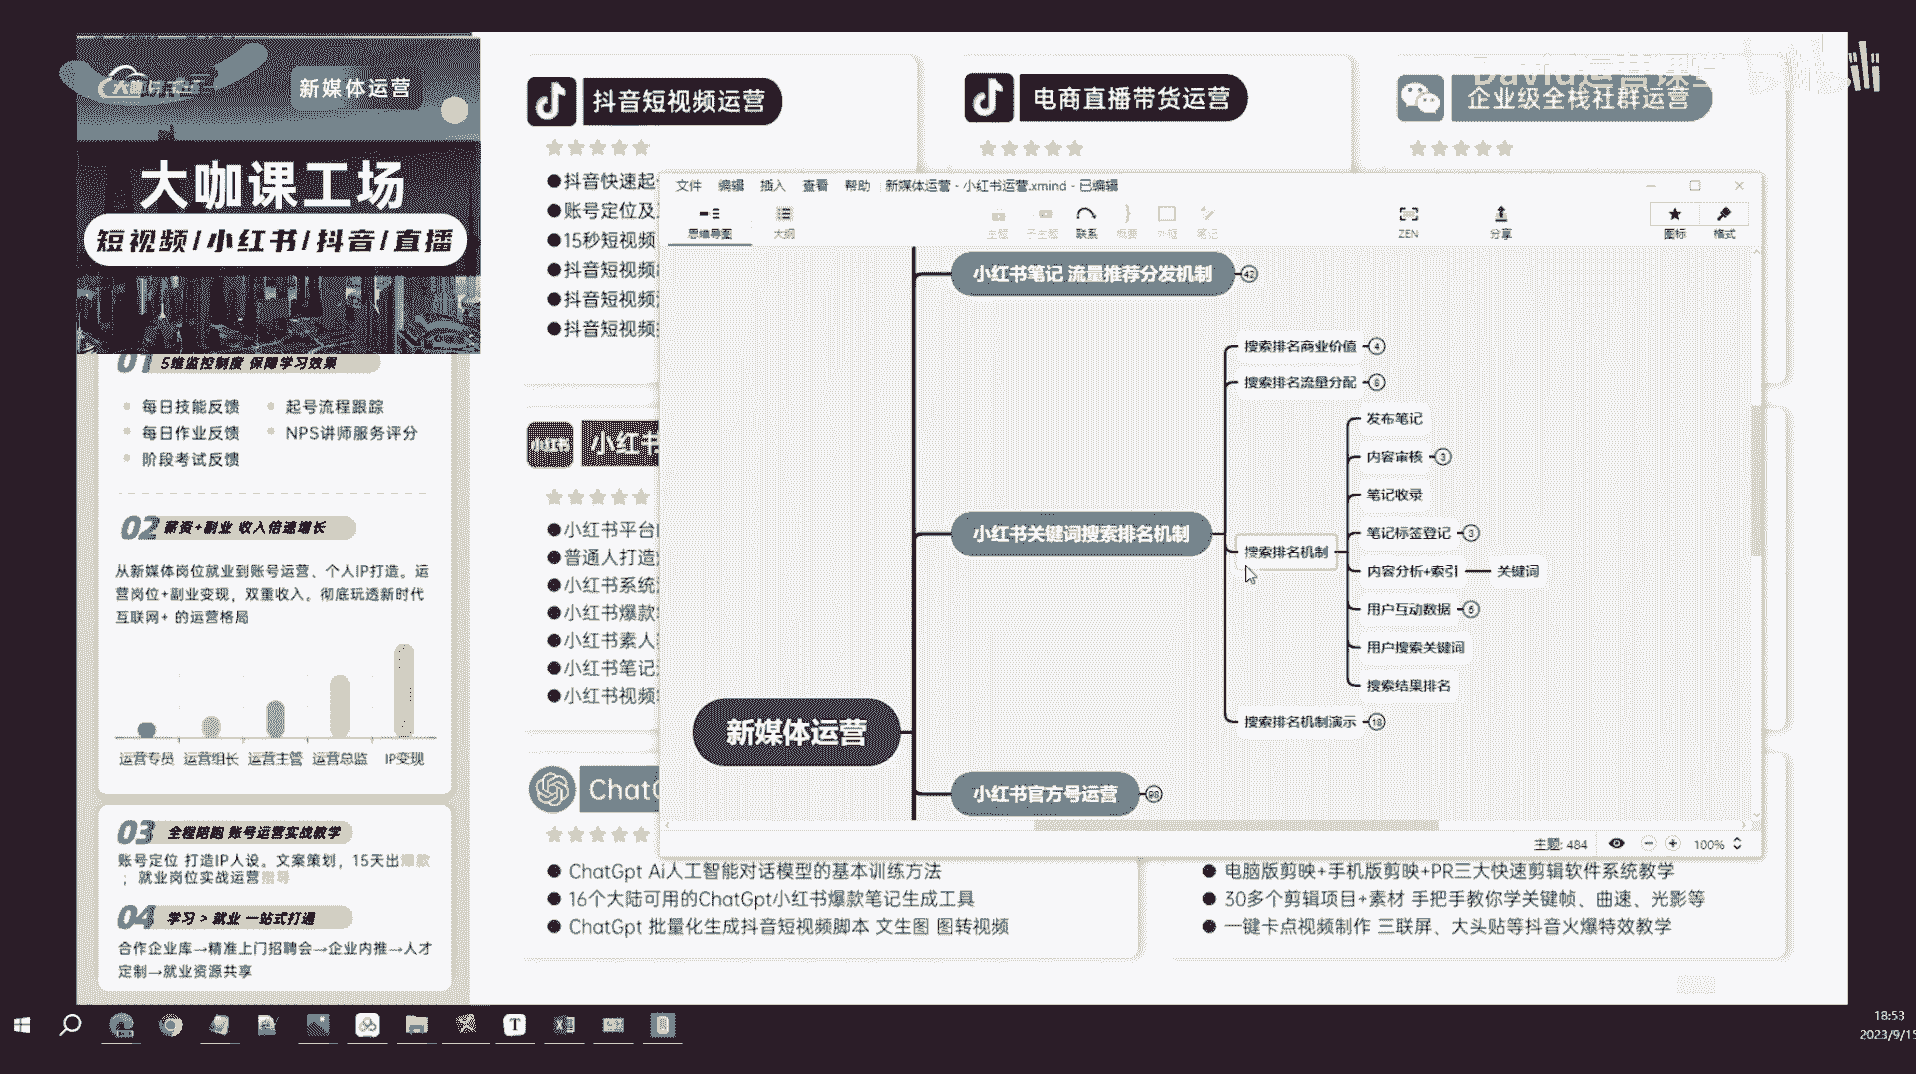 新媒体运营
大咖课工场
短视频/小红书/抖音/直播
01 5维监控制度 保障学习效果
每日技能反馈
起号流程跟踪
每日作业反馈
NPS讲师服务评分
阶段考试反馈
02 薪资+副业 收入倍速增长
从新媒体岗位就业到账号运营、个人IP打造。运
营岗位+副业变现，双重收入。彻底玩透新时代
互联网+ 的运营格局
运营专员 运营组长 运营主管 运营总监 IP变现
03 全程陪跑 账号运营实战教学
账号定位 打造IP人设。文案策划，15天出爆款
；就业岗位实战运营指导
04 学习 > 就业 一站式打通
合作企业库→精准上门招聘会→企业内推→人才
定制→就业资源共享
抖音短视频运营
电商直播带货运营
David运营课堂
企业级全栈社群运营
抖音快速起
账号定位及
15秒短视频
抖音短视频
抖音短视频
抖音短视频
小红书
小红书
小红书平台
普通人打造
小红书系统
小红书爆款
小红书素人
小红书笔记
小红书视频
文件 编辑 插入 查看 帮助 新媒体运营 - 小红书运营.xmind - 已编辑
思维导图 大纲 主题 子主题 联系 概要 外框 笔记 ZEN 分享 图标 格式
小红书笔记 流量推荐分发机制 42
搜索排名商业价值 4
搜索排名流量分配 6
发布笔记
内容审核 3
笔记收录
小红书关键词搜索排名机制
搜索排名机制
笔记标签登记 3
内容分析+索引 关键词
用户互动数据 5
用户搜索关键词
搜索结果排名
搜索排名机制演示 18
新媒体运营
小红书官方号运营 98
主题: 484 100%
ChatG
ChatGpt Ai人工智能对话模型的基本训练方法
16个大陆可用的ChatGpt小红书爆款笔记生成工具
ChatGpt 批量化生成抖音短视频脚本 文生图 图转视频
电脑版剪映+手机版剪映+PR三大快速剪辑软件系统教学
30多个剪辑项目+素材 手把手教你学关键帧、曲速、光影等
一键卡点视频制作 三联屏、大头贴等抖音火爆特效教学
18:53
2023/9/15